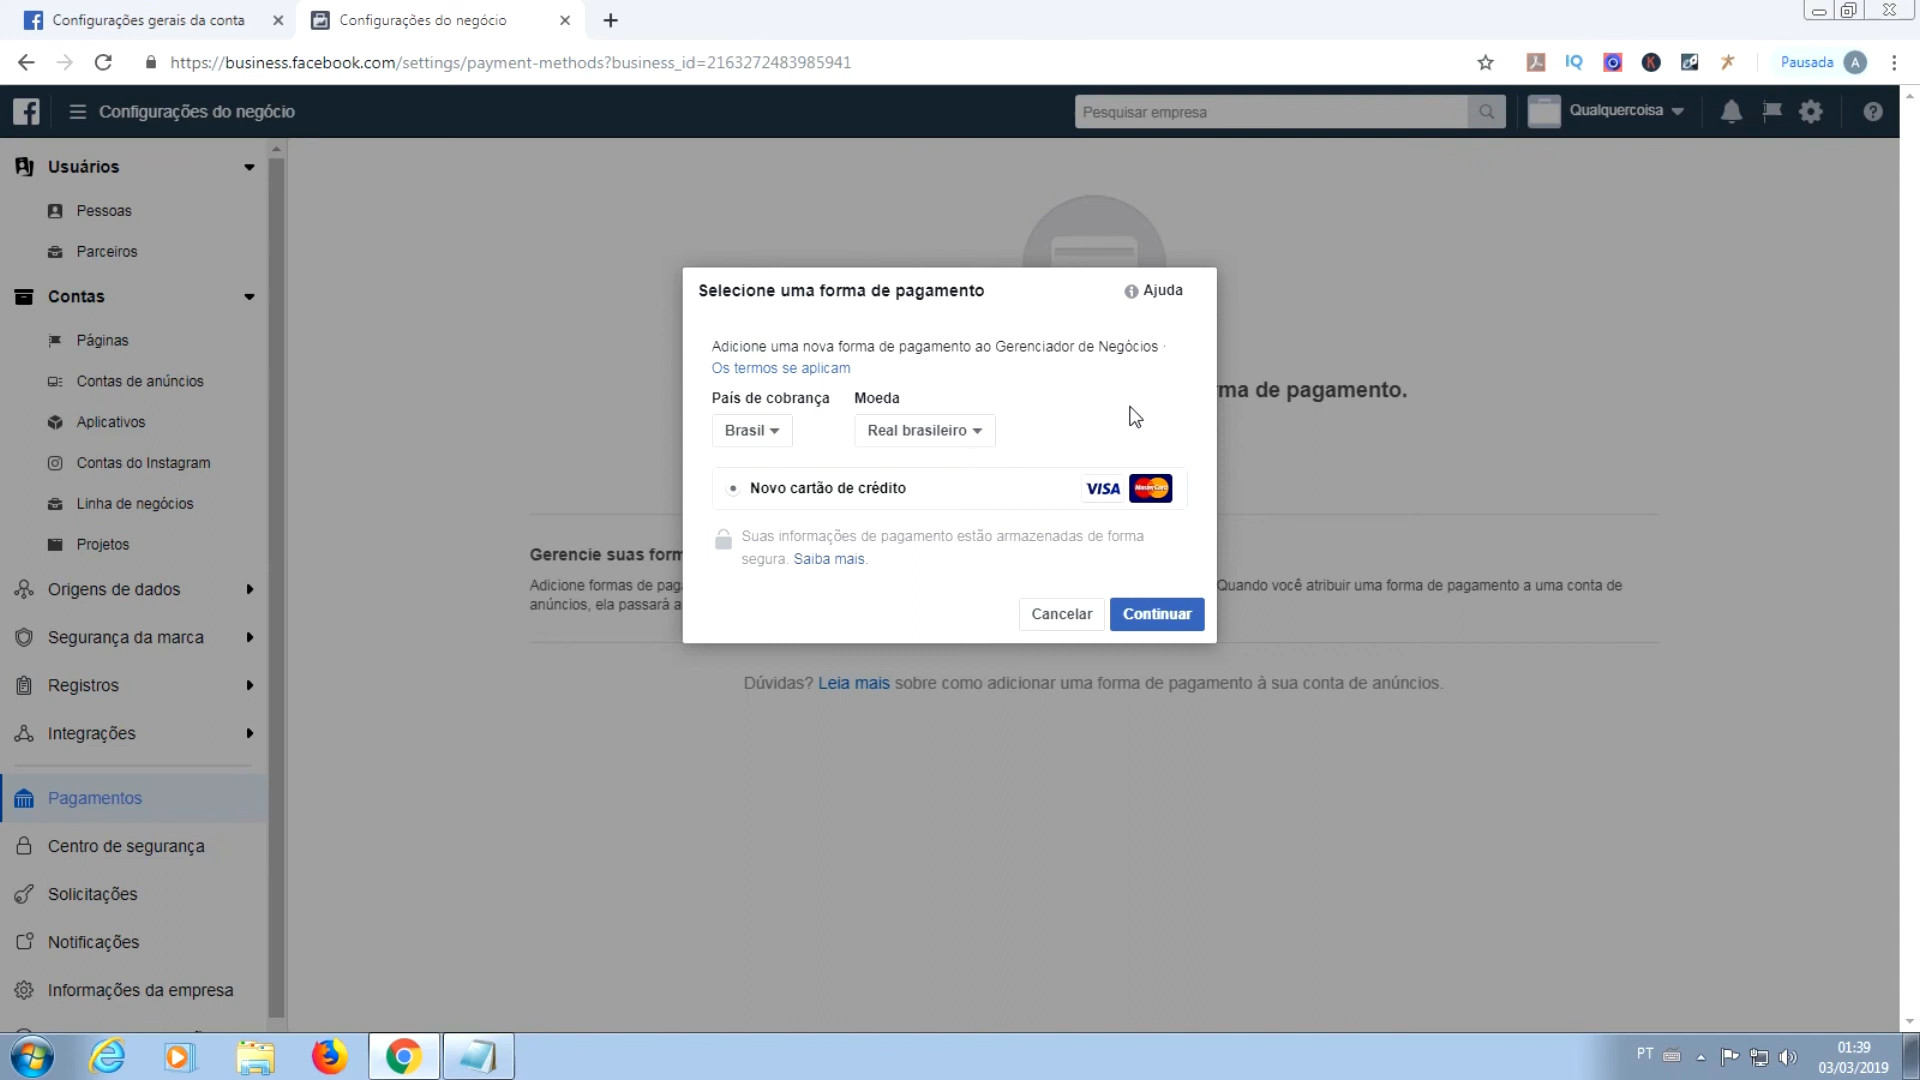 Configurações gerais da conta
Configurações do negócio
https://business.facebook.com/settings/payment-methods?business_id=2163272483985941
IQ
K
Pausada
A
Configurações do negócio
Pesquisar empresa
Qualquercoisa
Usuários
Pessoas
Parceiros
Contas
Páginas
Contas de anúncios
Aplicativos
Contas do Instagram
Linha de negócios
Projetos
Origens de dados
Segurança da marca
Registros
Integrações
Pagamentos
Centro de segurança
Solicitações
Notificações
Informações da empresa
Selecione uma forma de pagamento
Ajuda
Adicione uma nova forma de pagamento ao Gerenciador de Negócios ·
Os termos se aplicam
País de cobrança
Moeda
Brasil
Real brasileiro
Novo cartão de crédito
VISA
MasterCard
Suas informações de pagamento estão armazenadas de forma
segura. Saiba mais.
Cancelar
Continuar
ma de pagamento.
Gerencie suas form
Adicione formas de pag
Quando você atribuir uma forma de pagamento a uma conta de
anúncios, ela passará a
Dúvidas? Leia mais sobre como adicionar uma forma de pagamento à sua conta de anúncios.
PT
01:39
03/03/2019